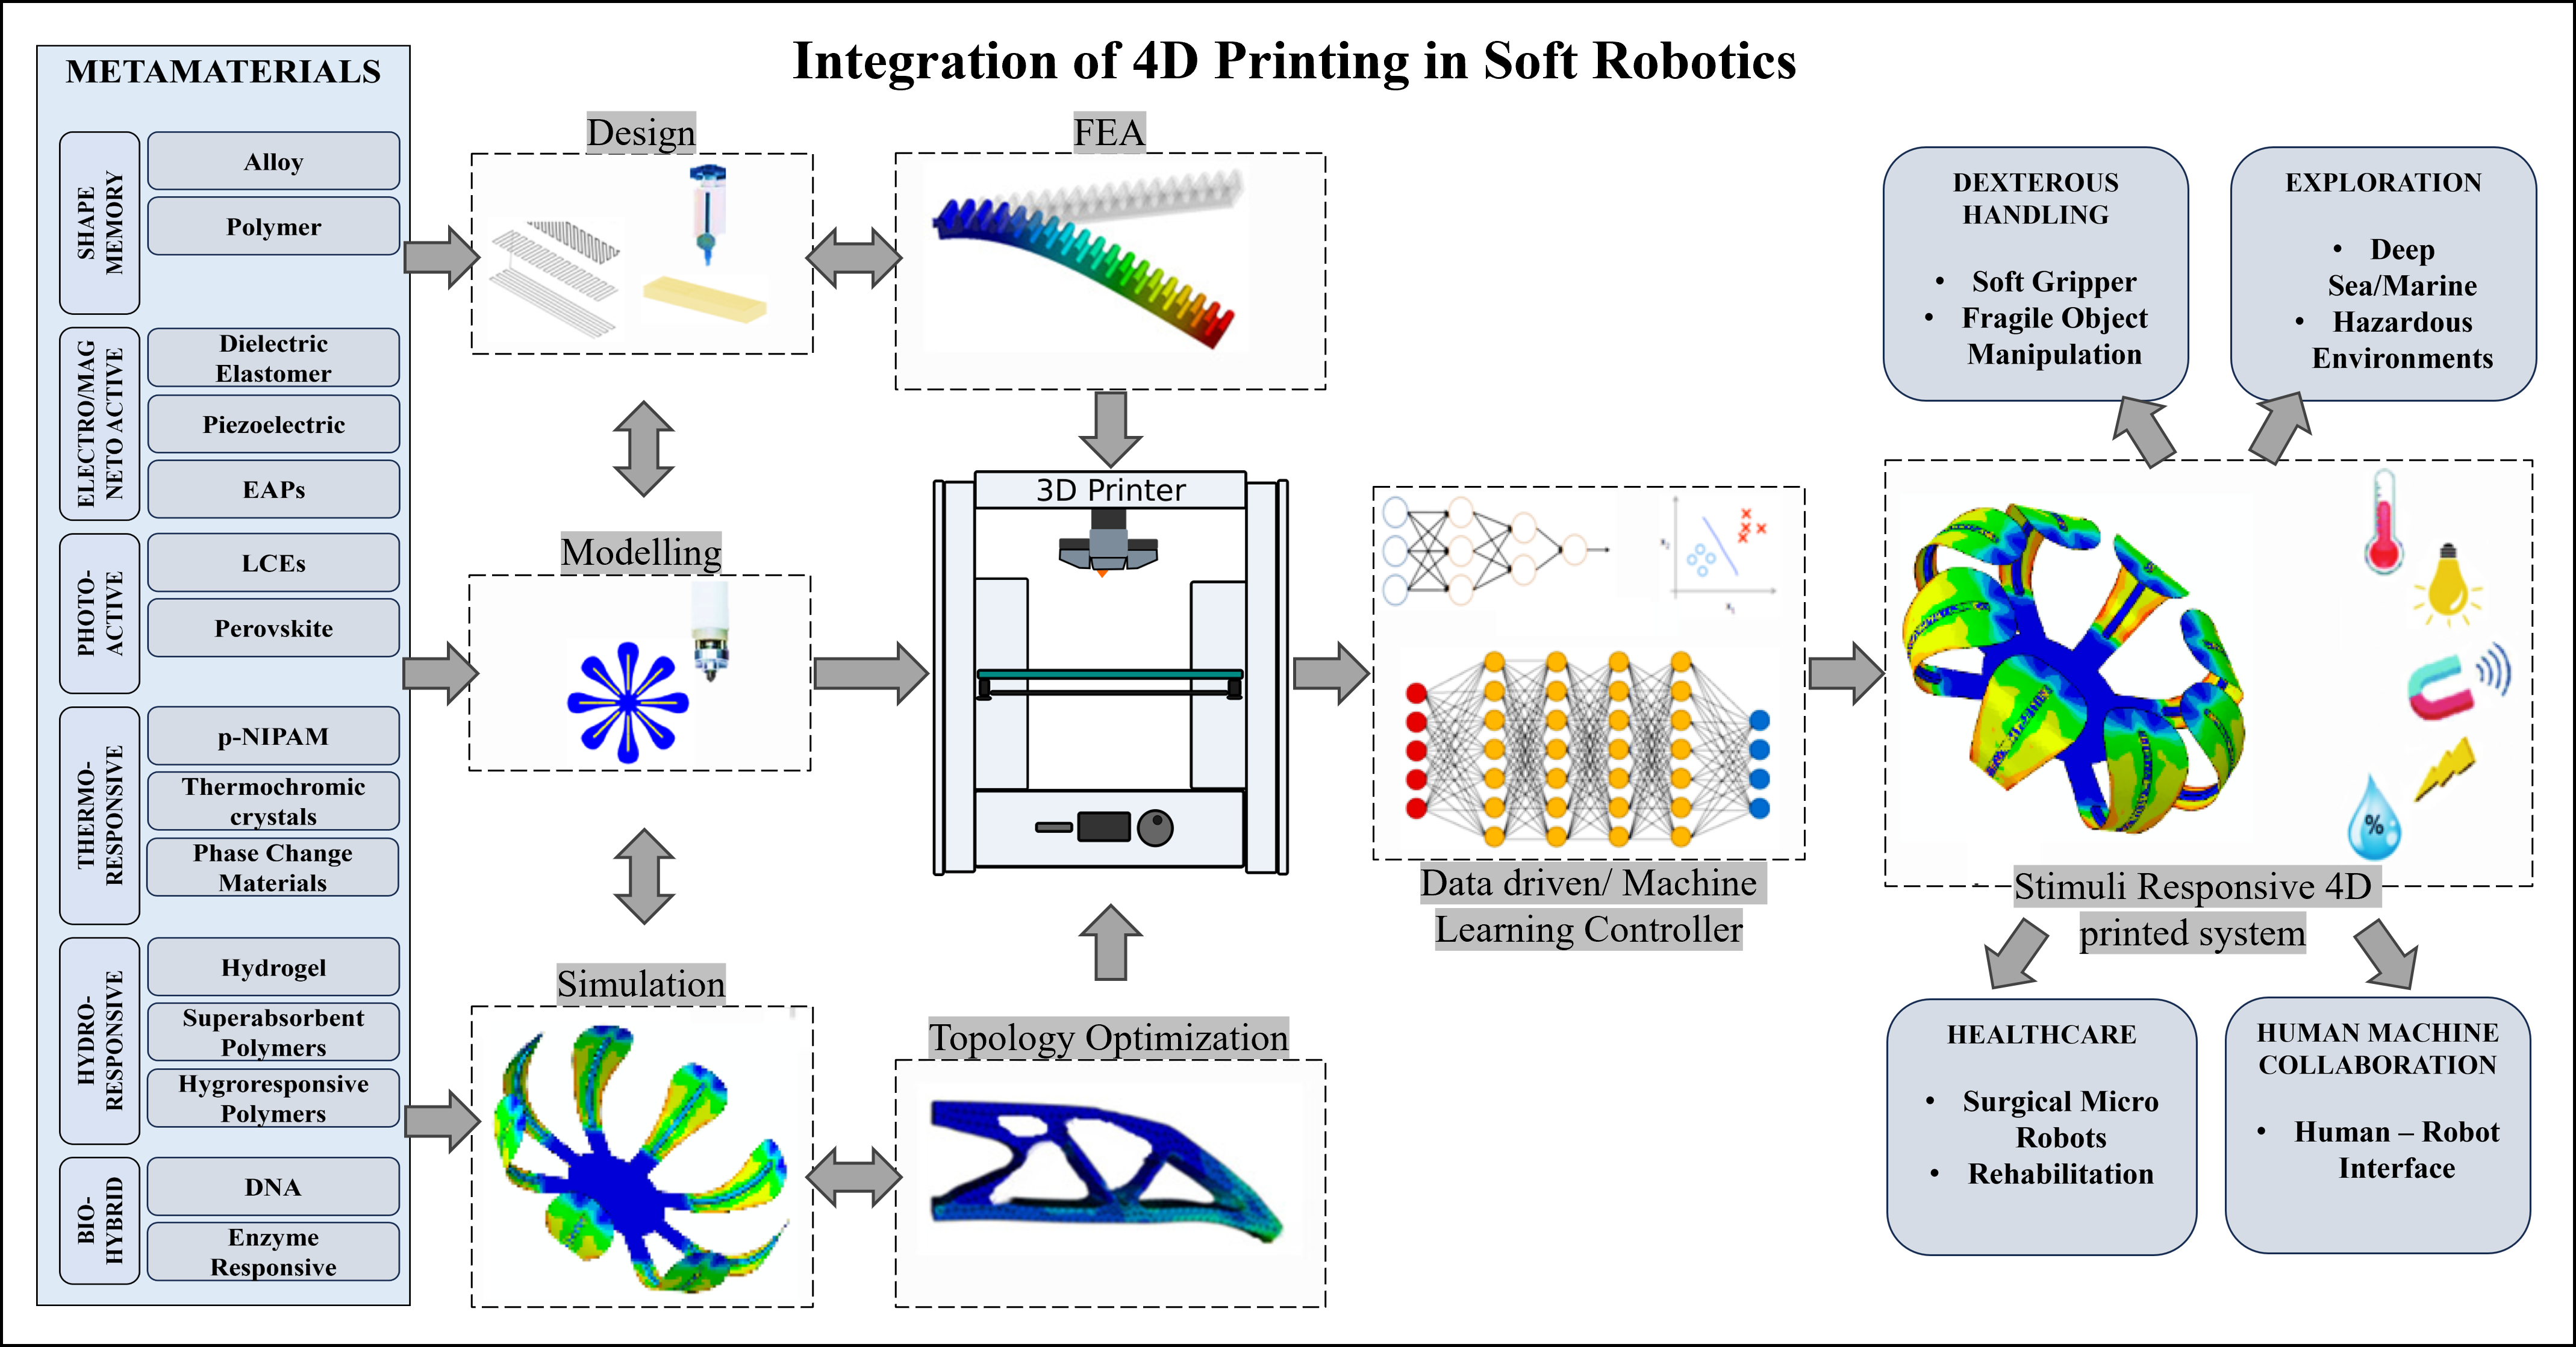 Integration of 4D Printing in Soft Robotics
METAMATERIALS
SHAPE
MEMORY
Alloy
Polymer
ELECTRO/MAG
NETO ACTIVE
Dielectric
Elastomer
Piezoelectric
EAPs
PHOTO-
ACTIVE
LCEs
Perovskite
THERMO-
RESPONSIVE
p-NIPAM
Thermochromic
crystals
Phase Change
Materials
HYDRO-
RESPONSIVE
Hydrogel
Superabsorbent
Polymers
Hygroresponsive
Polymers
BIO-
HYBRID
DNA
Enzyme
Responsive
Design
Modelling
Simulation
FEA
3D Printer
Topology Optimization
x₂
x₁
Data driven/ Machine
Learning Controller
DEXTEROUS
HANDLING
• Soft Gripper
• Fragile Object
Manipulation
EXPLORATION
• Deep
Sea/Marine
• Hazardous
Environments
%
Stimuli Responsive 4D
printed system
HEALTHCARE
• Surgical Micro
Robots
• Rehabilitation
HUMAN MACHINE
COLLABORATION
• Human – Robot
Interface